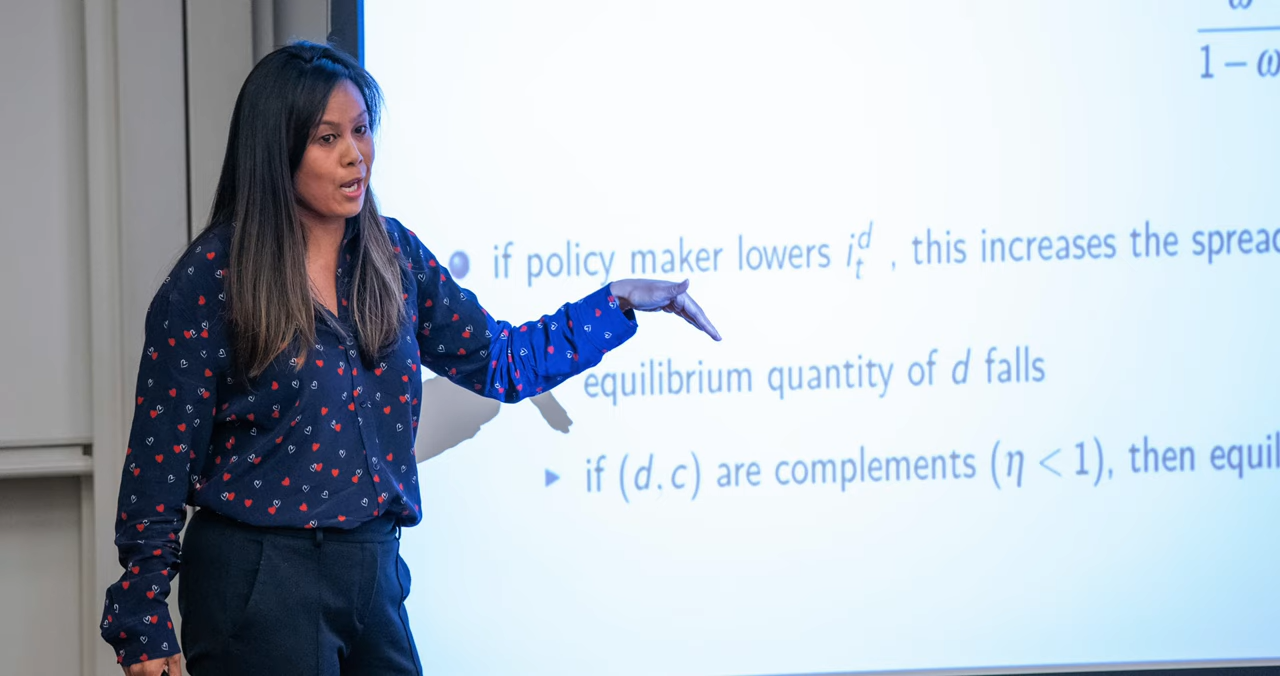 ω
1 − ω
if policy maker lowers i_t^d , this increases the spread
equilibrium quantity of d falls
if (d, c) are complements (η < 1), then equil